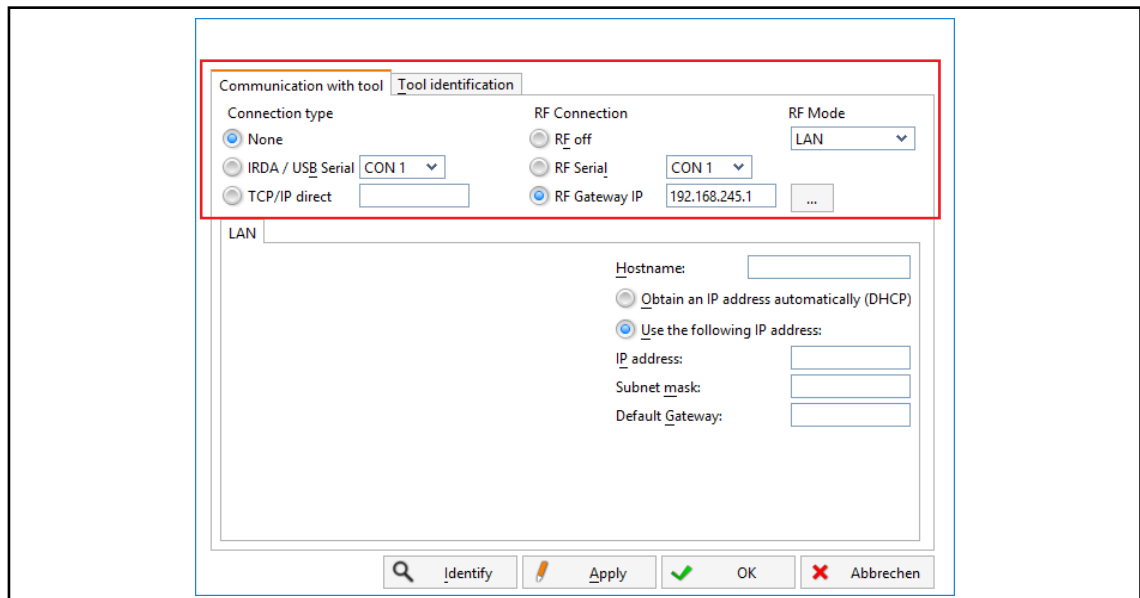 Communication with tool Tool identification
Connection type RF Connection RF Mode
None RF off LAN
IRDA / USB Serial CON 1 RF Serial CON 1
TCP/IP direct RF Gateway IP 192.168.245.1 ...
LAN
Hostname:
Obtain an IP address automatically (DHCP)
Use the following IP address:
IP address:
Subnet mask:
Default Gateway:
Identify Apply OK Abbrechen